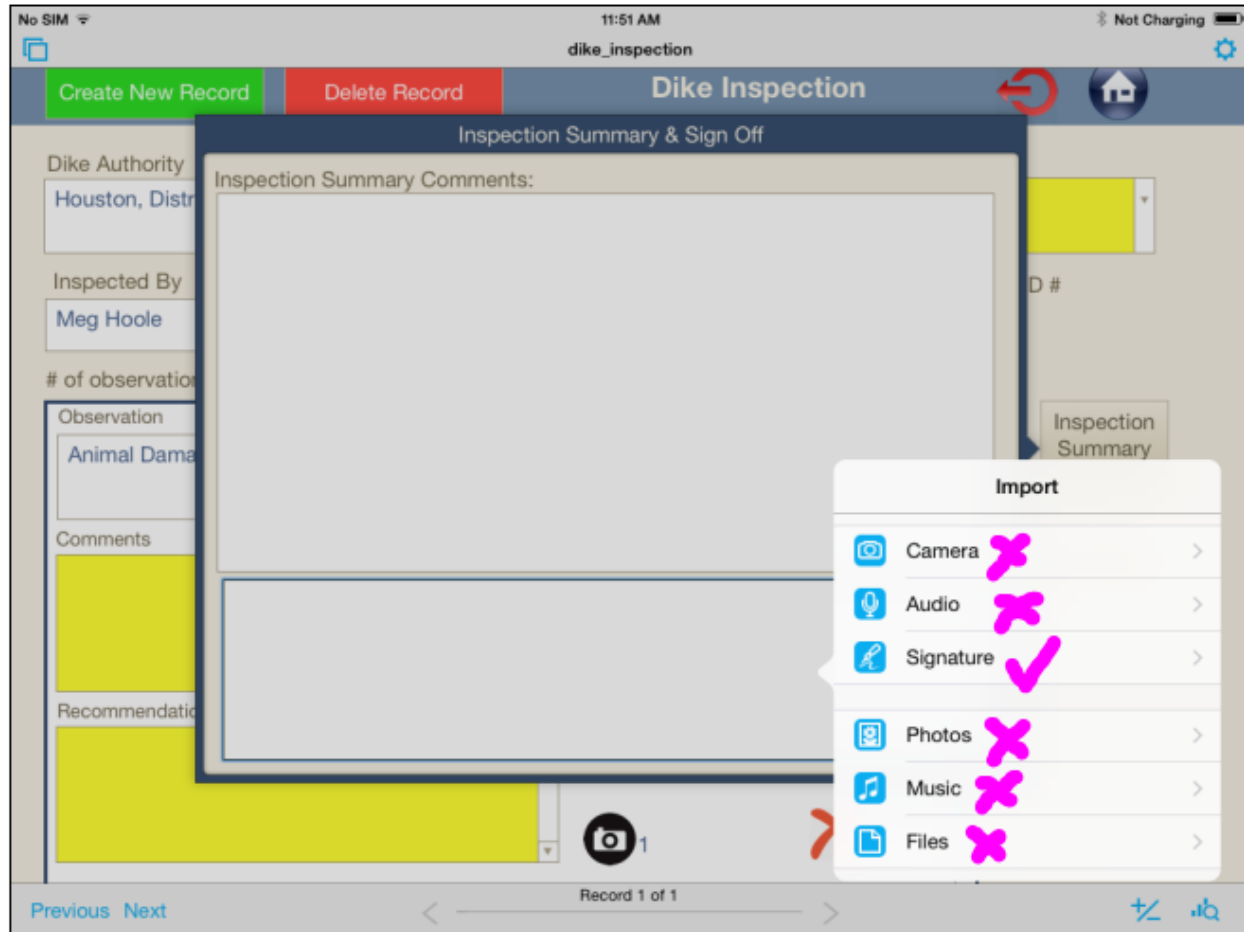 No SIM 11:51 AM Not Charging
dike_inspection
Create New Record Delete Record Dike Inspection
Inspection Summary & Sign Off
Dike Authority
Inspection Summary Comments:
Houston, Distr
Inspected By D #
Meg Hoole
# of observation
Observation
Inspection
Summary
Animal Dama
Import
Comments
Camera
Audio
Signature
Recommendatio
Photos
Music
Files
1
Previous Next Record 1 of 1